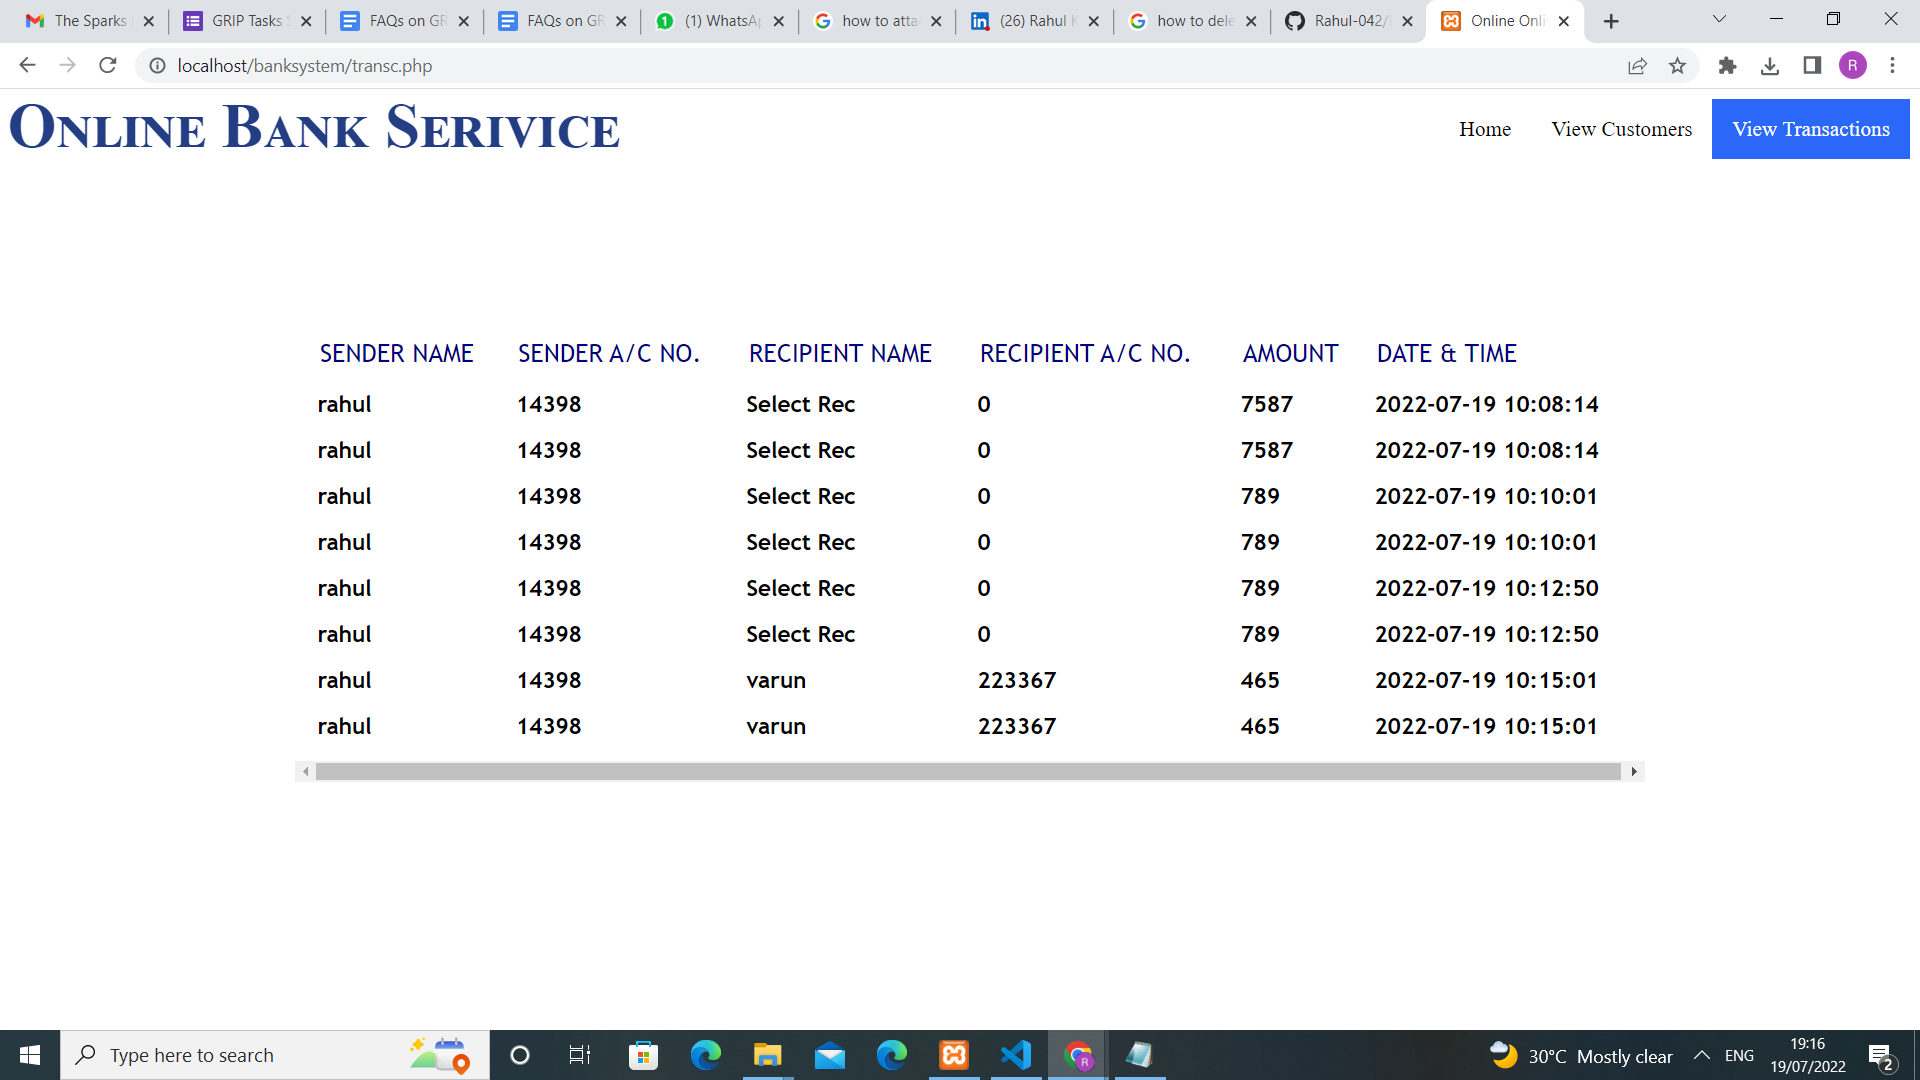 The Sparks
GRIP Tasks S
FAQs on GR
FAQs on GR
(1) WhatsAp
how to atta
(26) Rahul K
how to dele
Rahul-042/
Online Onli
localhost/banksystem/transc.php
R
ONLINE BANK SERIVICE
Home
View Customers
View Transactions
SENDER NAME SENDER A/C NO. RECIPIENT NAME RECIPIENT A/C NO. AMOUNT DATE & TIME
rahul 14398 Select Rec 0 7587 2022-07-19 10:08:14
rahul 14398 Select Rec 0 7587 2022-07-19 10:08:14
rahul 14398 Select Rec 0 789 2022-07-19 10:10:01
rahul 14398 Select Rec 0 789 2022-07-19 10:10:01
rahul 14398 Select Rec 0 789 2022-07-19 10:12:50
rahul 14398 Select Rec 0 789 2022-07-19 10:12:50
rahul 14398 varun 223367 465 2022-07-19 10:15:01
rahul 14398 varun 223367 465 2022-07-19 10:15:01
Type here to search
R
30°C Mostly clear
ENG
19:16
19/07/2022
2